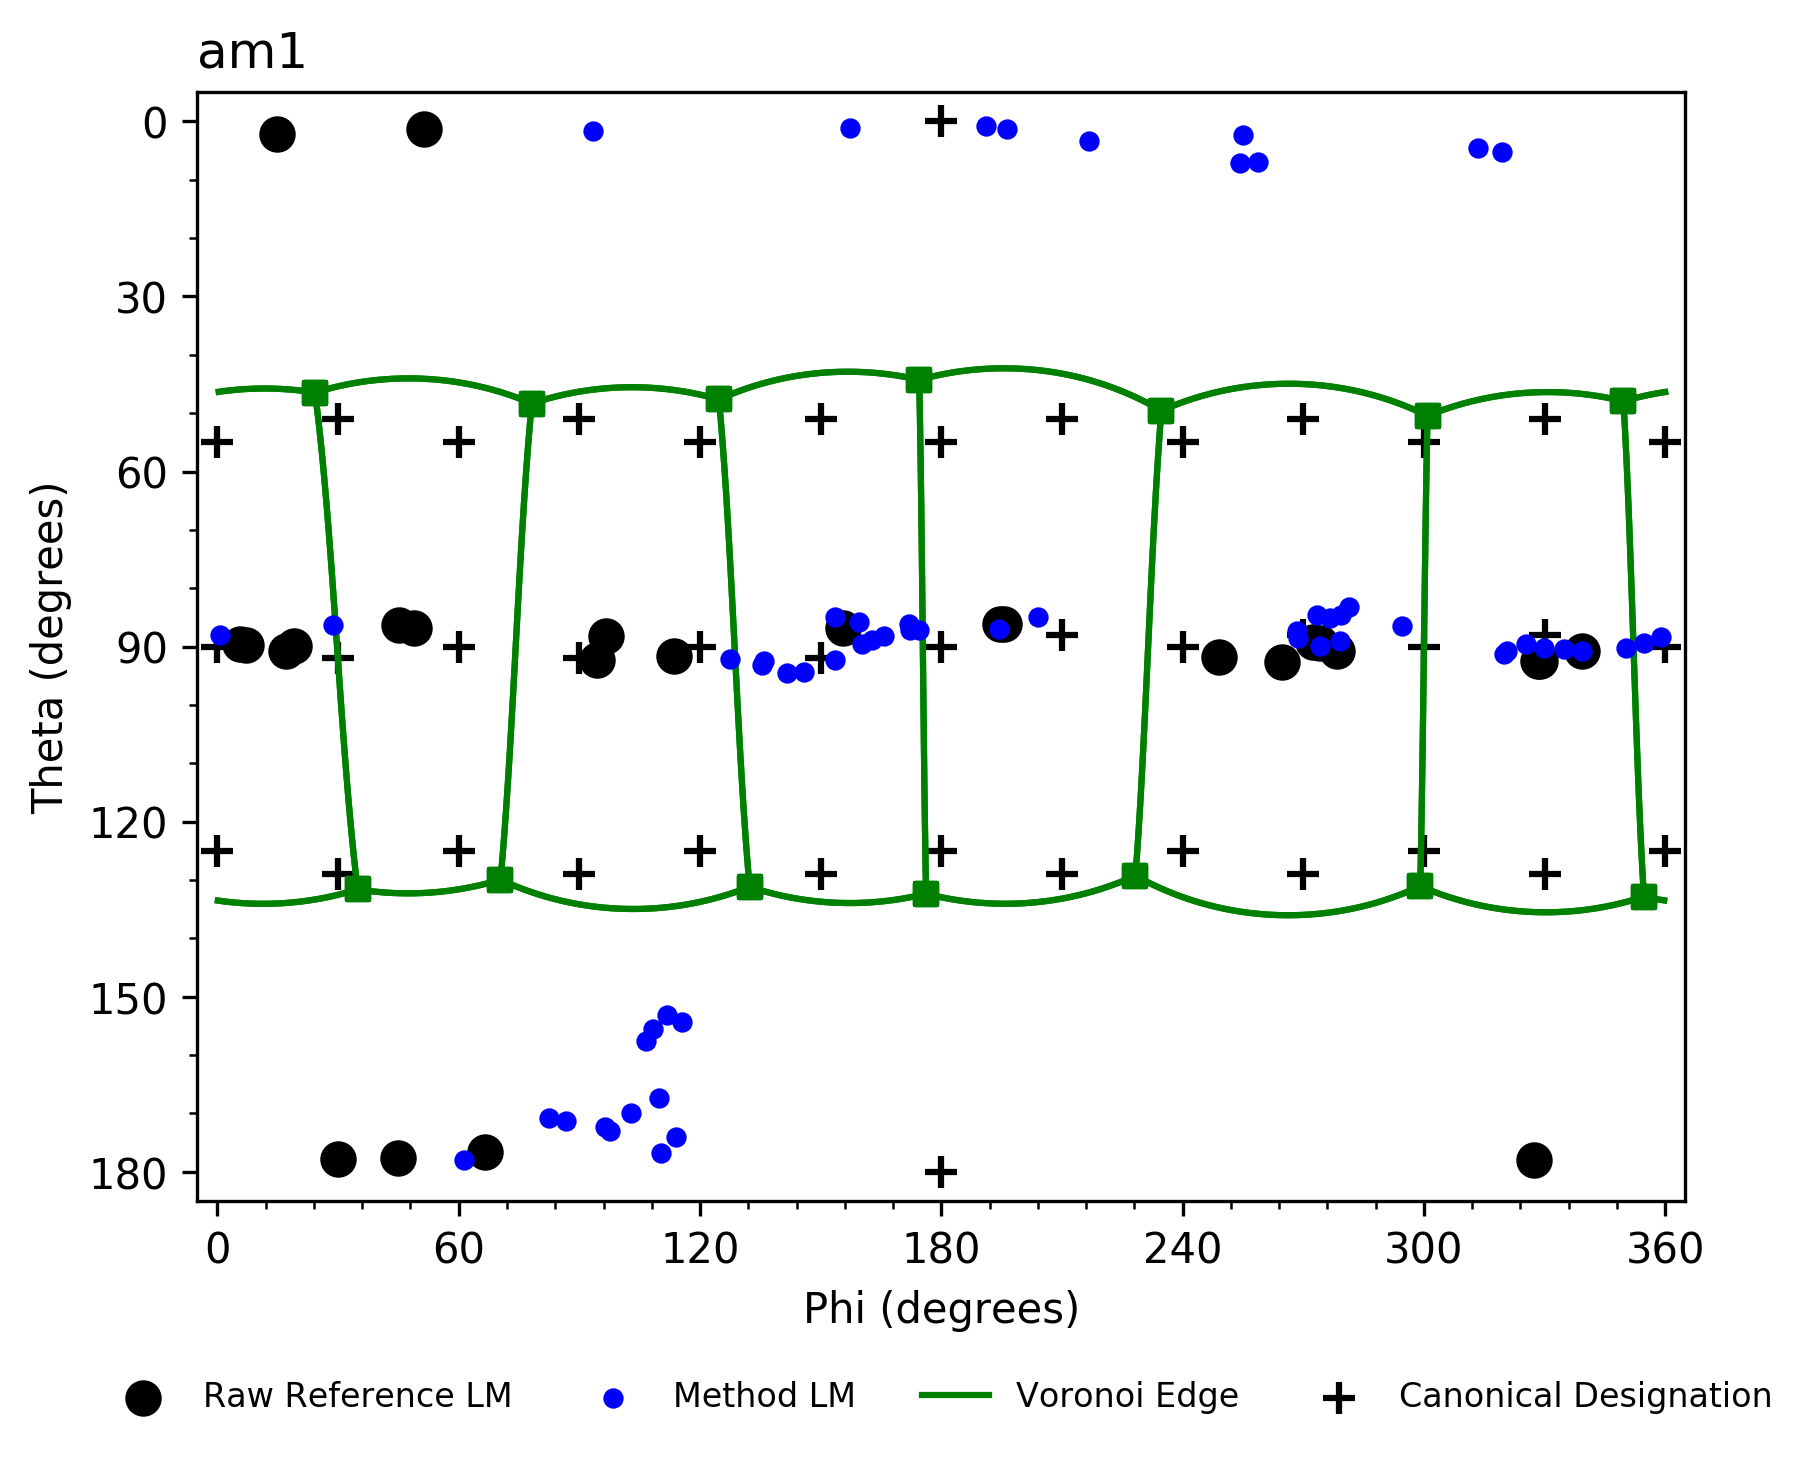 am1
0
30
60
90
120
150
180
Theta (degrees)
0 60 120 180 240 300 360
Phi (degrees)
Raw Reference LM Method LM Voronoi Edge Canonical Designation